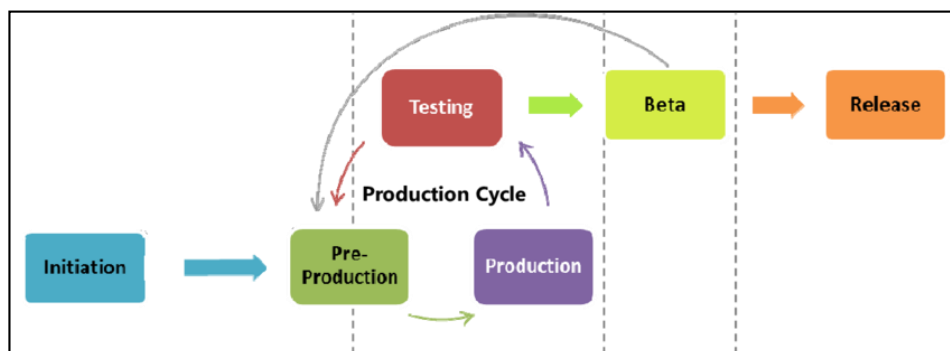 Testing
Beta
Release
Production Cycle
Initiation
Pre-
Production
Production